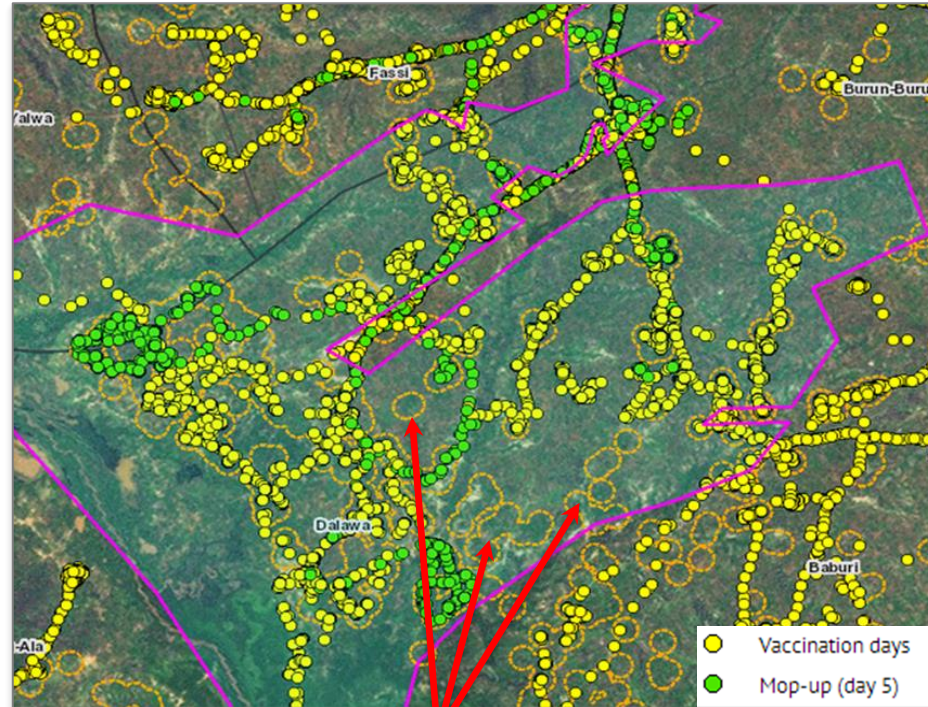 Fassi
Burun-Buru
Yalwa
Dalawa
Baburi
-Ala
Vaccination days
Mop-up (day 5)